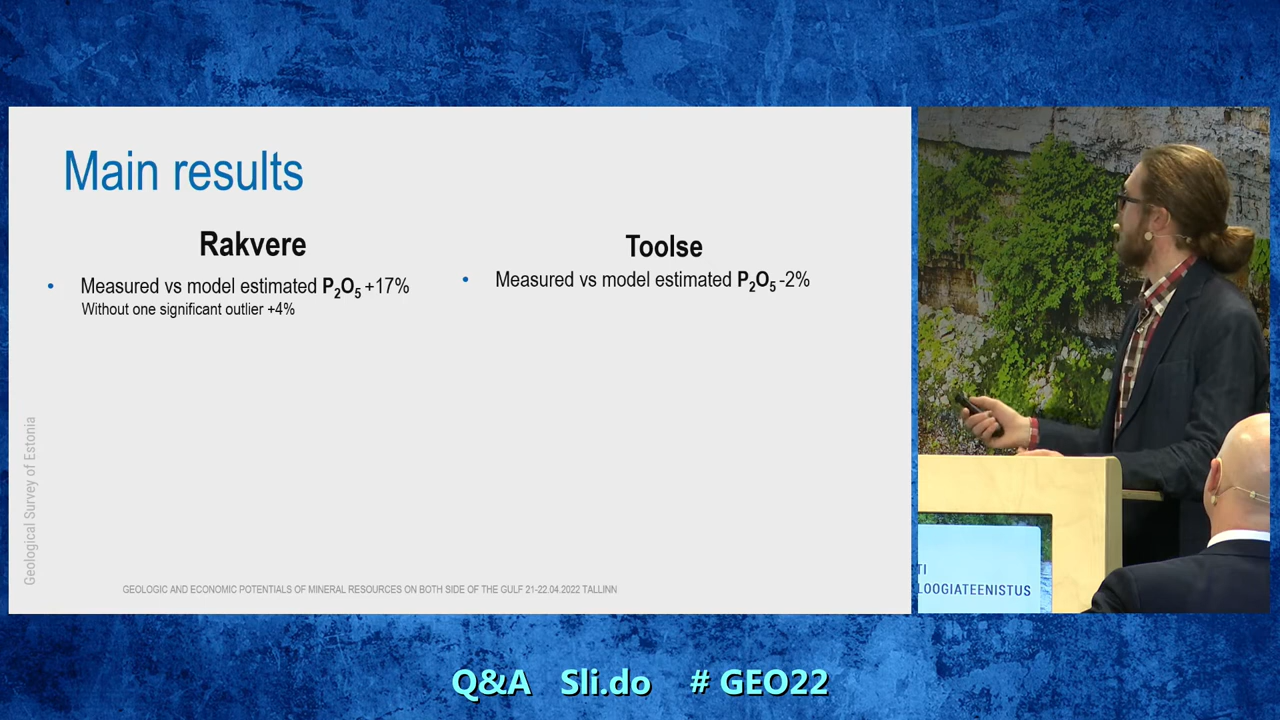 Main results
Rakvere
• Measured vs model estimated P₂O₅ +17%
Without one significant outlier +4%
Toolse
• Measured vs model estimated P₂O₅ -2%
Geological Survey of Estonia
GEOLOGIC AND ECONOMIC POTENTIALS OF MINERAL RESOURCES ON BOTH SIDE OF THE GULF 21-22.04.2022 TALLINN
TI
LOOGIATEENISTUS
Q&A Sli.do # GEO22